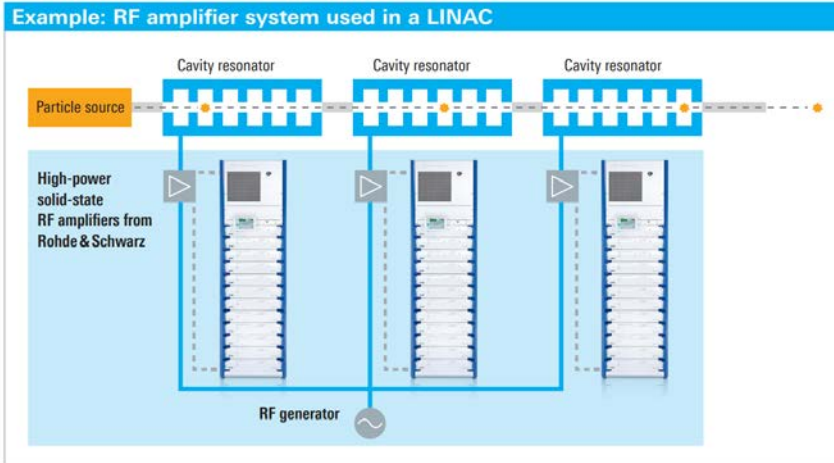 Example: RF amplifier system used in a LINAC
Cavity resonator
Cavity resonator
Cavity resonator
Particle source
High-power
solid-state
RF amplifiers from
Rohde & Schwarz
RF generator